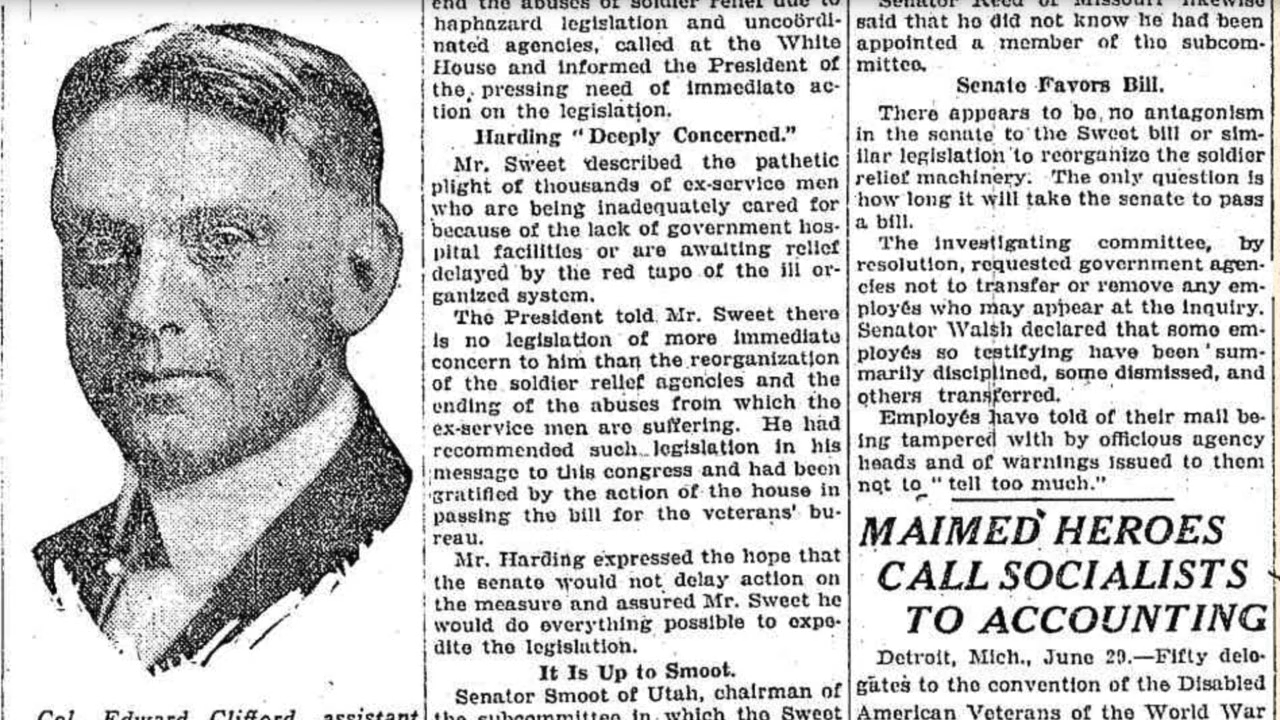 Col. Edward Clifford, assistant
end the abuses of soldier relief due to
haphazard legislation and uncoördi-
nated agencies, called at the White
House and informed the President of
the pressing need of immediate ac-
tion on the legislation.
Harding "Deeply Concerned."
Mr. Sweet described the pathetic
plight of thousands of ex-service men
who are being inadequately cared for
because of the lack of government hos-
pital facilities or are awaiting relief
delayed by the red tape of the ill or-
ganized system.
The President told Mr. Sweet there
is no legislation of more immediate
concern to him than the reorganization
of the soldier relief agencies and the
ending of the abuses from which the
ex-service men are suffering. He had
recommended such legislation in his
message to this congress and had been
gratified by the action of the house in
passing the bill for the veterans' bu-
reau.
Mr. Harding expressed the hope that
the senate would not delay action on
the measure and assured Mr. Sweet he
would do everything possible to expe-
dite the legislation.
It Is Up to Smoot.
Senator Smoot of Utah, chairman of
the subcommittee in which the Sweet
Senator Reed of Missouri likewise
said that he did not know he had been
appointed a member of the subcom-
mittee.
Senate Favors Bill.
There appears to be no antagonism
in the senate to the Sweet bill or sim-
ilar legislation to reorganize the soldier
relief machinery. The only question is
how long it will take the senate to pass
a bill.
The investigating committee, by
resolution, requested government agen-
cies not to transfer or remove any em-
ployés who may appear at the inquiry.
Senator Walsh declared that some em-
ployés so testifying have been sum-
marily disciplined, some dismissed, and
others transferred.
Employés have told of their mail be-
ing tampered with by officious agency
heads and of warnings issued to them
not to "tell too much."
MAIMED HEROES
CALL SOCIALISTS
TO ACCOUNTING
Detroit, Mich., June 29.—Fifty dele-
gates to the convention of the Disabled
American Veterans of the World War